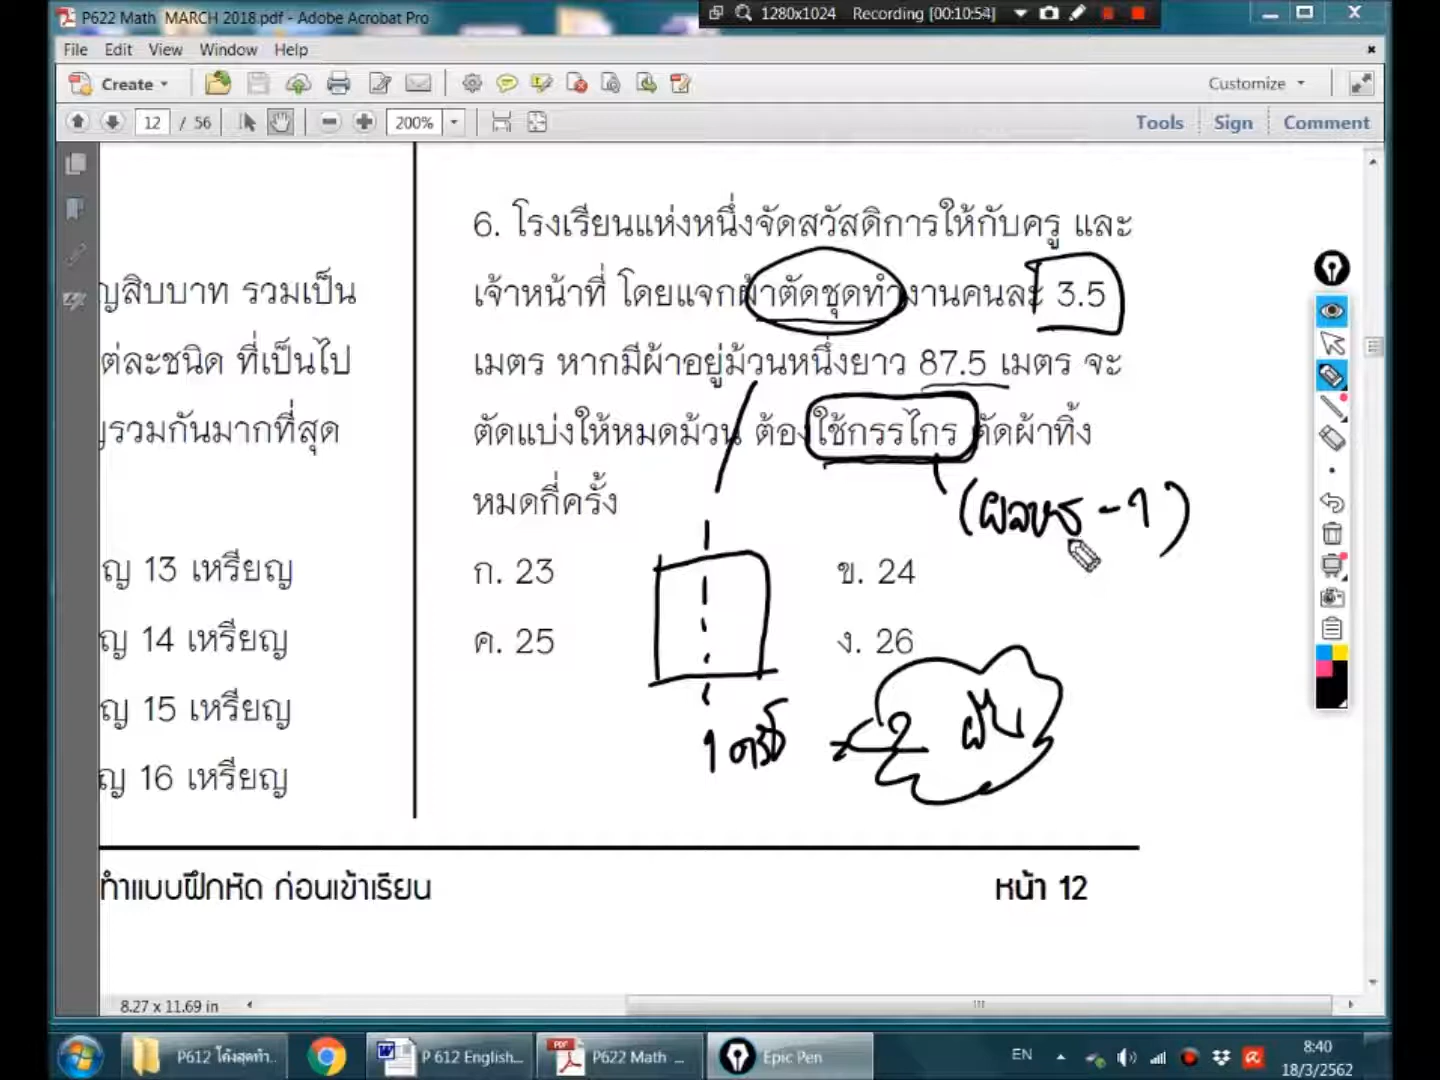 P622 Math  MARCH 2018.pdf - Adobe Acrobat Pro
1280x1024 Recording [00:10:54]
File Edit View Window Help
Create
Customize
12 / 56
200%
Tools Sign Comment
6. โรงเรียนแห่งหนึ่งจัดสวัสดิการให้กับครู และ
เจ้าหน้าที่ โดยแจกผ้าตัดชุดทำงานคนละ 3.5
เมตร หากมีผ้าอยู่ม้วนหนึ่งยาว 87.5 เมตร จะ
ตัดแบ่งให้หมดม้วน ต้องใช้กรรไกร ตัดผ้าทิ้ง
หมดกี่ครั้ง
(ผลหาร - 1)
ก. 23
ข. 24
ค. 25
ง. 26
1 ครั้ง
2 ผืน
ญสิบบาท รวมเป็น
ต่ละชนิด ที่เป็นไป
ญรวมกันมากที่สุด
ญ 13 เหรียญ
ญ 14 เหรียญ
ญ 15 เหรียญ
ญ 16 เหรียญ
ทำแบบฝึกหัด ก่อนเข้าเรียน
หน้า 12
8.27 x 11.69 in
P612 โค้งสุดท้า...
P 612 English...
P622 Math ...
Epic Pen
EN
8:40
18/3/2562